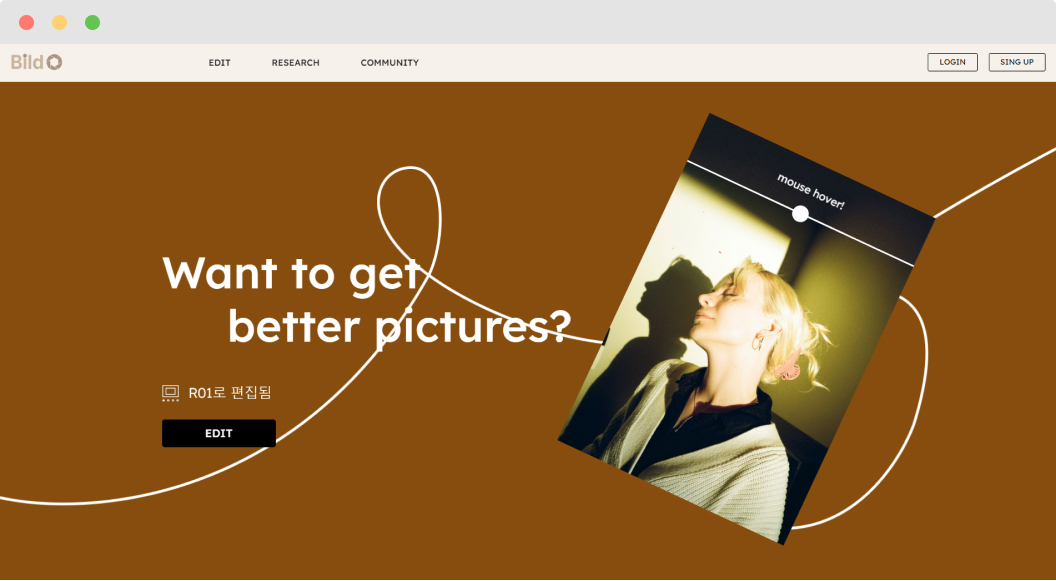 Bild
EDIT
RESEARCH
COMMUNITY
LOGIN
SING UP
mouse hover!
Want to get
better pictures?
R01로 편집됨
EDIT